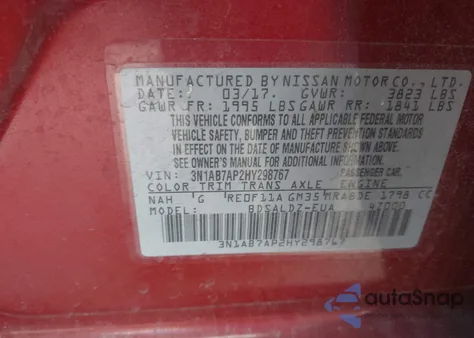 MANUFACTURED BY NISSAN MOTOR CO., LTD.
DATE: 03/17. GVWR: 3823 LBS
GAWR FR: 1995 LBS GAWR RR: 1841 LBS
THIS VEHICLE CONFORMS TO ALL APPLICABLE FEDERAL MOTOR
VEHICLE SAFETY, BUMPER AND THEFT PREVENTION STANDARDS
IN EFFECT ON THE DATE OF MANUFACTURE SHOWN ABOVE.
SEE OWNER'S MANUAL FOR ADDITIONAL INFORMATION
VIN: 3N1AB7AP2HY298767 PASSENGER CAR.
COLOR TRIM TRANS AXLE ENGINE
NAH G RE0F11A GM35 MRA8DE 1798 CC
MODEL: BDSALDZ-EUA 47000
3N1AB7AP2HY298767
autoSnap